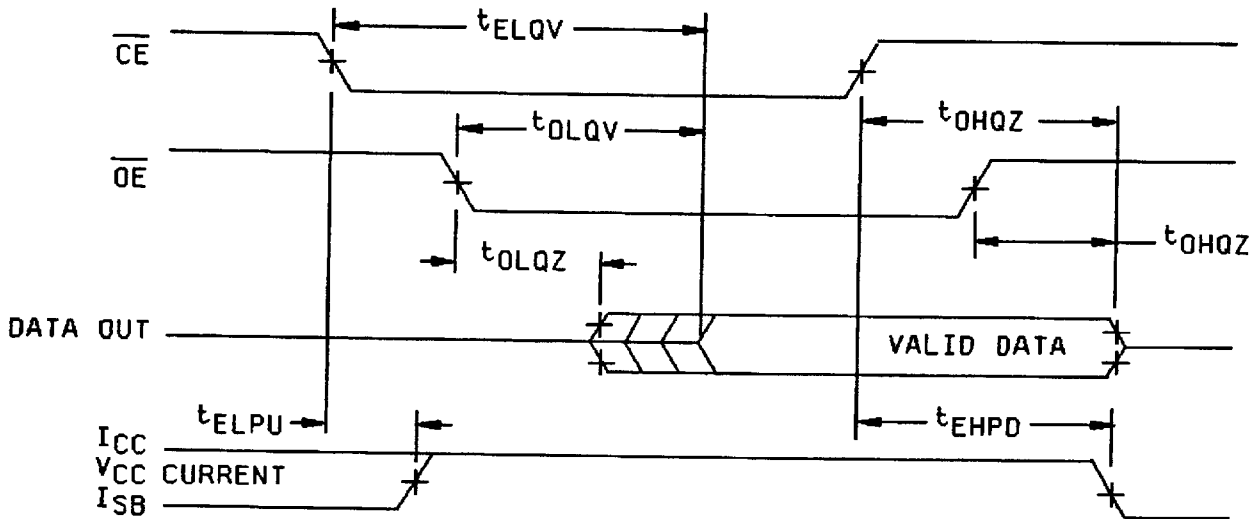 tELQV
CE
tOLQV
tOHQZ
OE
tOHQZ
tOLQZ
DATA OUT
VALID DATA
tELPU
tEHPD
ICC
VCC CURRENT
ISB